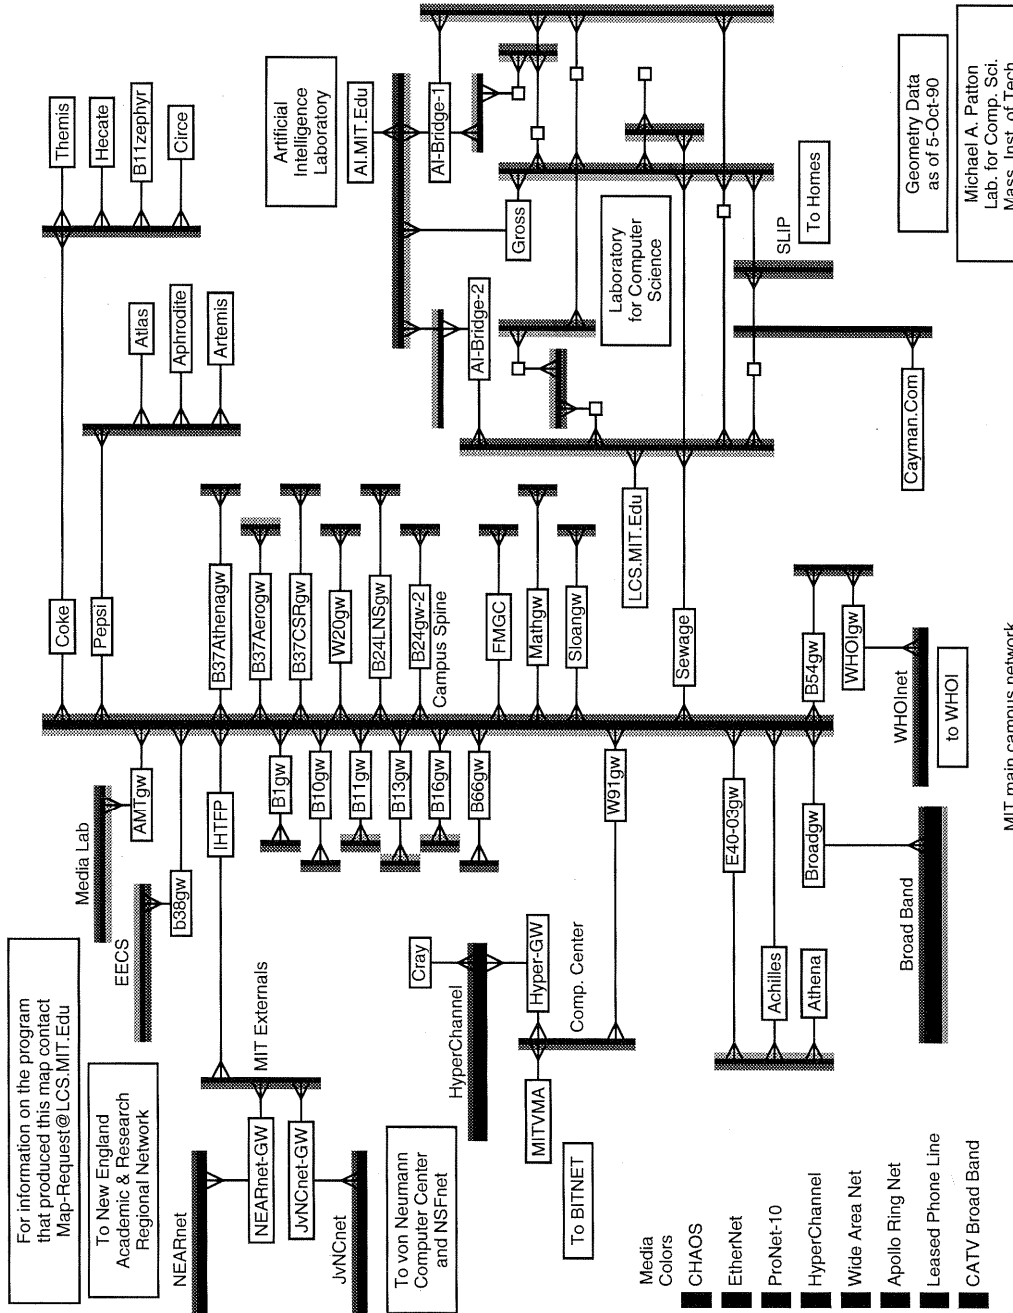 For information on the program
that produced this map contact
Map-Request@LCS.MIT.Edu
To New England
Academic & Research
Regional Network
NEARnet
NEARnet-GW
JvNCnet-GW
JvNCnet
To von Neumann
Computer Center
and NSFnet
MIT Externals
EECS
Media Lab
AMTgw
b38gw
IHTFP
B1gw
B10gw
B11gw
B13gw
B16gw
B66gw
W91gw
Cray
HyperChannel
Hyper-GW
Comp. Center
MITVMA
To BITNET
E40-03gw
Achilles
Athena
Broadgw
Broad Band
Coke
Pepsi
B37Athenagw
B37Aerogw
B37CSRgw
W20gw
B24LNSgw
B24gw-2
Campus Spine
FMGC
Mathgw
Sloangw
LCS.MIT.Edu
Sewage
B54gw
WHOIgw
WHOInet
to WHOI
Themis
Hecate
B11zephyr
Circe
Atlas
Aphrodite
Artemis
Artificial
Intelligence
Laboratory
AI.MIT.Edu
AI-Bridge-1
Gross
AI-Bridge-2
Laboratory
for Computer
Science
SLIP
To Homes
Cayman.Com
Geometry Data
as of 5-Oct-90
Michael A. Patton
Lab. for Comp. Sci.
Mass. Inst. of Tech.
Media
Colors
CHAOS
EtherNet
ProNet-10
HyperChannel
Wide Area Net
Apollo Ring Net
Leased Phone Line
CATV Broad Band
MIT main campus network